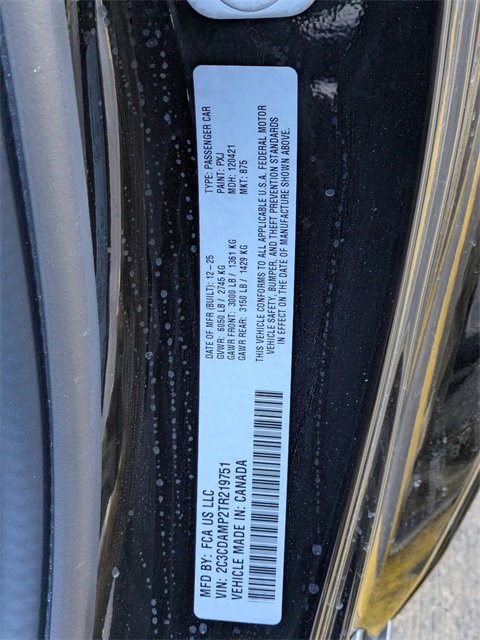 MFD BY: FCA US LLC
VIN: 2C3CDAMP2TR219751
VEHICLE MADE IN: CANADA
DATE OF MFR (BUILT): 12-25
GVWR: 6050 LB / 2745 KG
GAWR FRONT: 3000 LB / 1361 KG
GAWR REAR: 3150 LB / 1429 KG
TYPE: PASSENGER CAR
PAINT: PXJ
MDH: 120421
MKT: 875
THIS VEHICLE CONFORMS TO ALL APPLICABLE U.S.A. FEDERAL MOTOR
VEHICLE SAFETY, BUMPER, AND THEFT PREVENTION STANDARDS
IN EFFECT ON THE DATE OF MANUFACTURE SHOWN ABOVE.